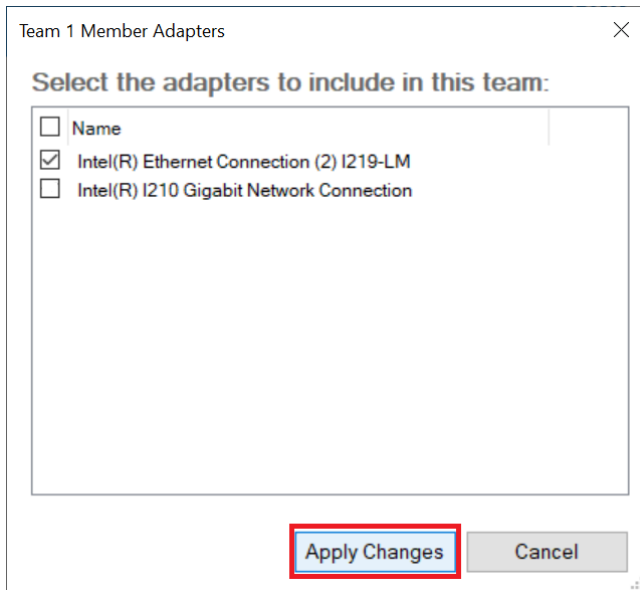 Team 1 Member Adapters
Select the adapters to include in this team:
Name
Intel(R) Ethernet Connection (2) I219-LM
Intel(R) I210 Gigabit Network Connection
Apply Changes
Cancel